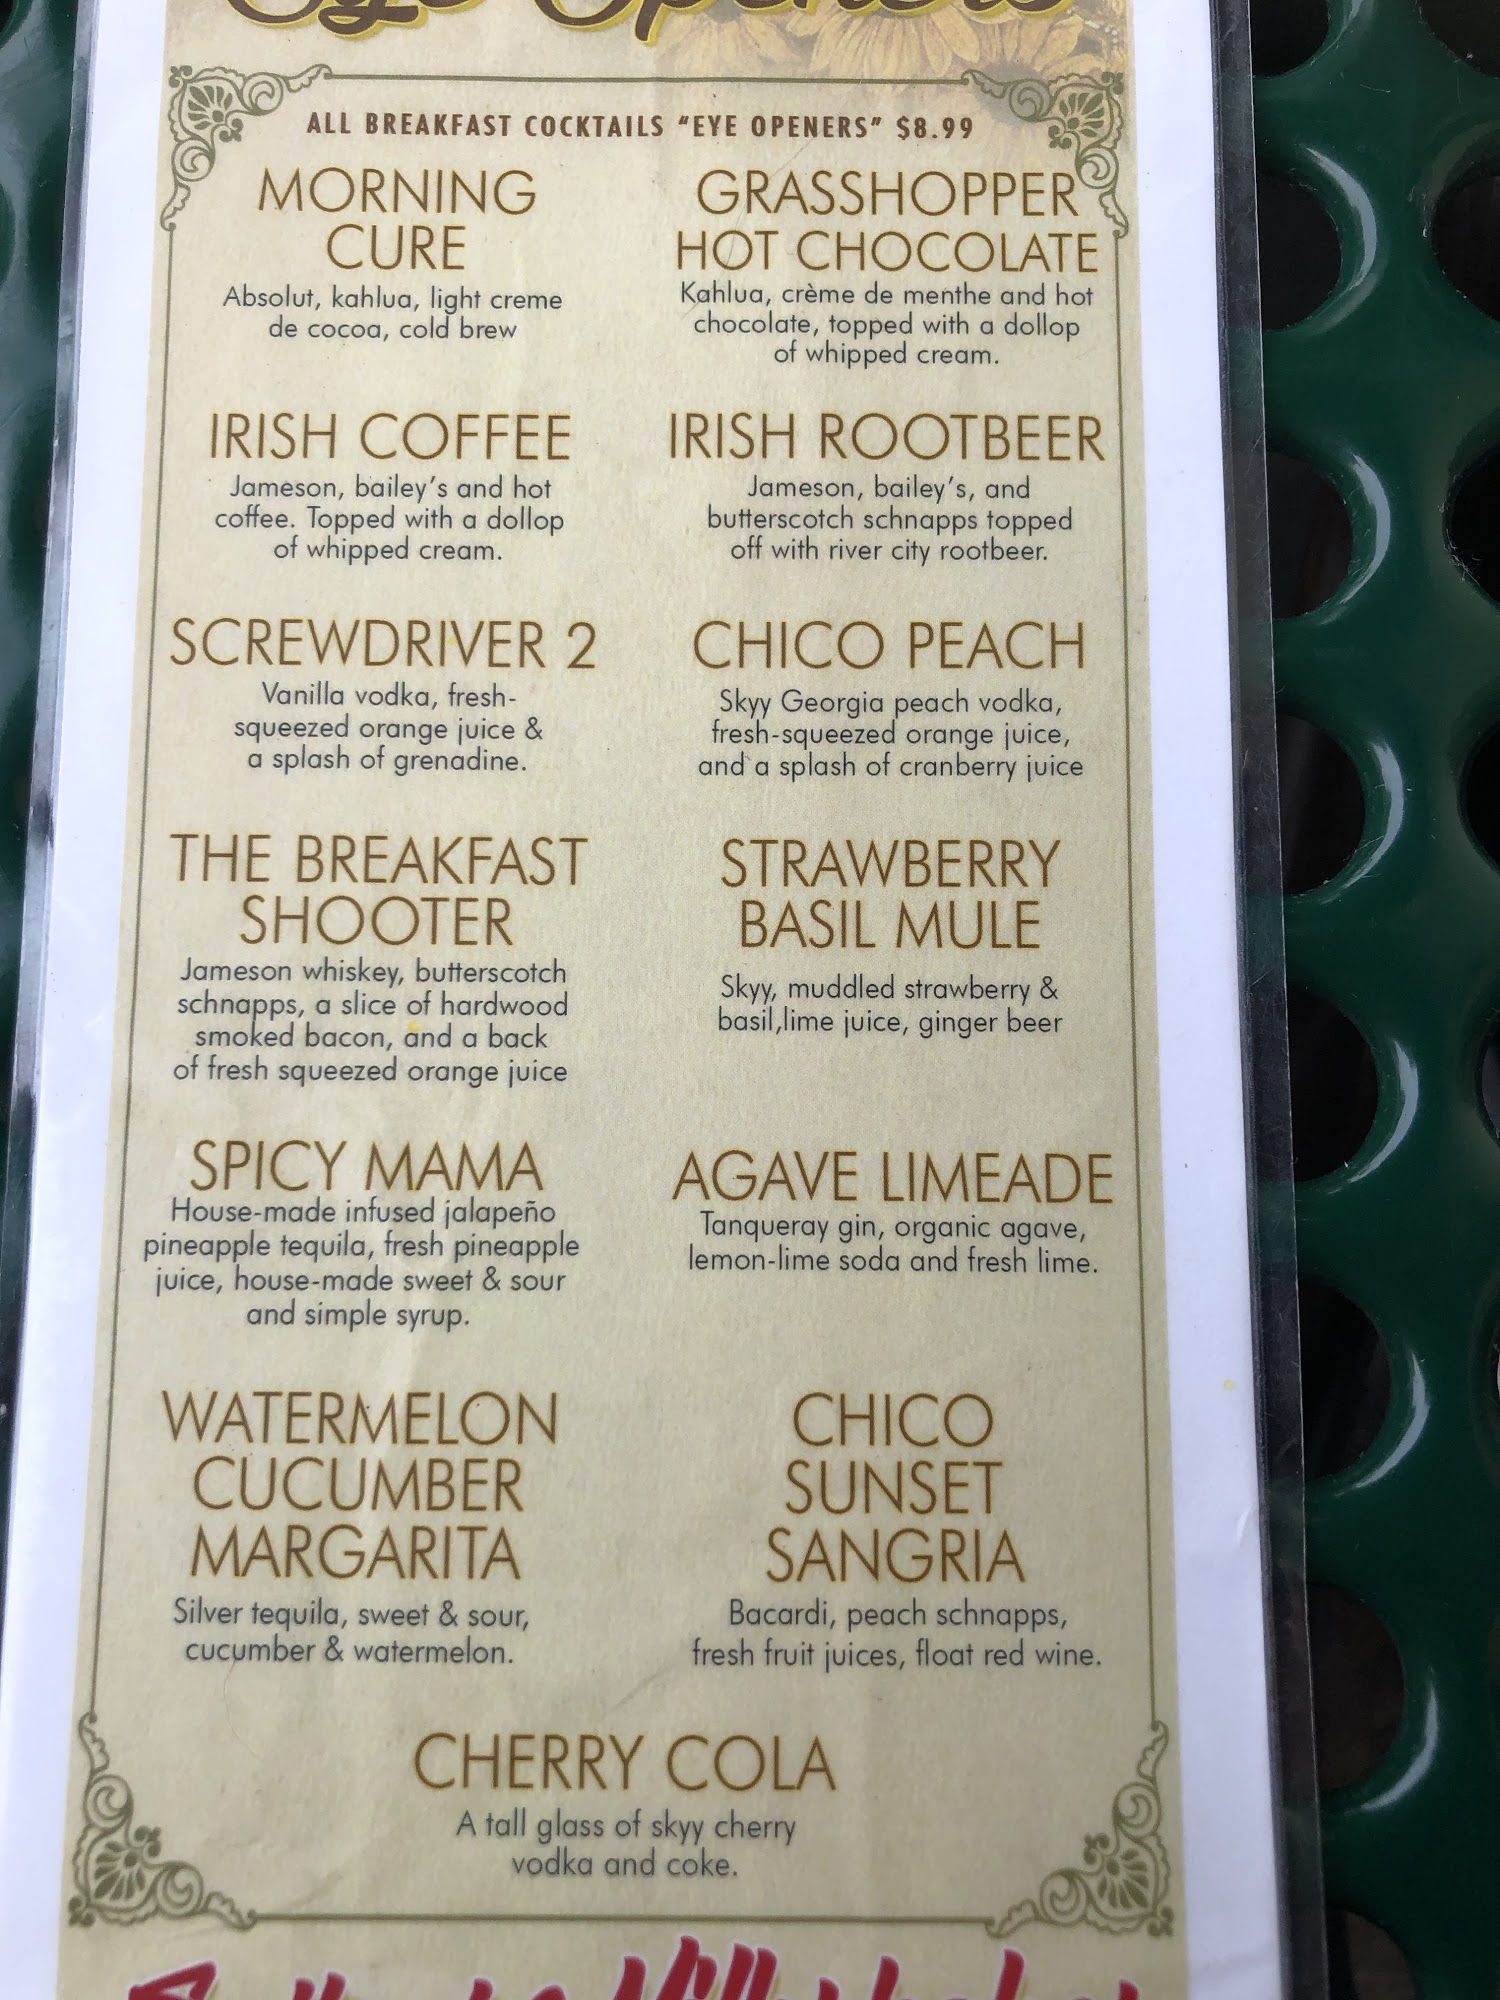 Eye Openers
ALL BREAKFAST COCKTAILS "EYE OPENERS" $8.99
MORNING
CURE
Absolut, kahlua, light creme
de cocoa, cold brew
GRASSHOPPER
HOT CHOCOLATE
Kahlua, crème de menthe and hot
chocolate, topped with a dollop
of whipped cream.
IRISH COFFEE
Jameson, bailey's and hot
coffee. Topped with a dollop
of whipped cream.
IRISH ROOTBEER
Jameson, bailey's, and
butterscotch schnapps topped
off with river city rootbeer.
SCREWDRIVER 2
Vanilla vodka, fresh-
squeezed orange juice &
a splash of grenadine.
CHICO PEACH
Skyy Georgia peach vodka,
fresh-squeezed orange juice,
and a splash of cranberry juice
THE BREAKFAST
SHOOTER
Jameson whiskey, butterscotch
schnapps, a slice of hardwood
smoked bacon, and a back
of fresh squeezed orange juice
STRAWBERRY
BASIL MULE
Skyy, muddled strawberry &
basil,lime juice, ginger beer
SPICY MAMA
House-made infused jalapeño
pineapple tequila, fresh pineapple
juice, house-made sweet & sour
and simple syrup.
AGAVE LIMEADE
Tanqueray gin, organic agave,
lemon-lime soda and fresh lime.
WATERMELON
CUCUMBER
MARGARITA
Silver tequila, sweet & sour,
cucumber & watermelon.
CHICO
SUNSET
SANGRIA
Bacardi, peach schnapps,
fresh fruit juices, float red wine.
CHERRY COLA
A tall glass of skyy cherry
vodka and coke.